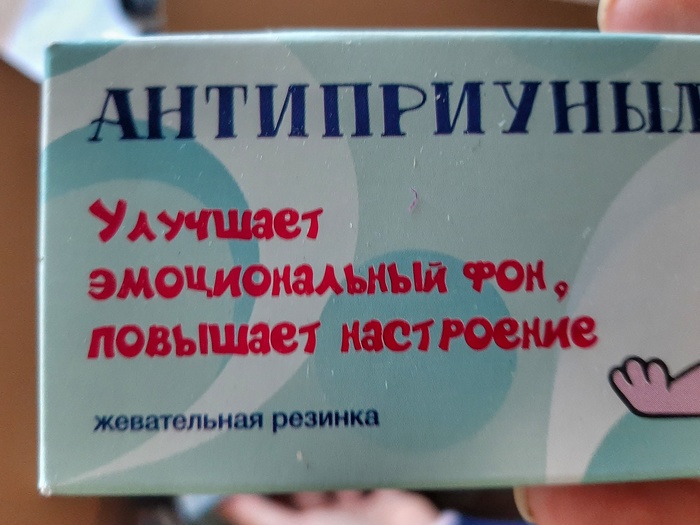 АНТИПРИУНЫЛ
Улучшает
эмоциональный фон,
повышает настроение
жевательная резинка